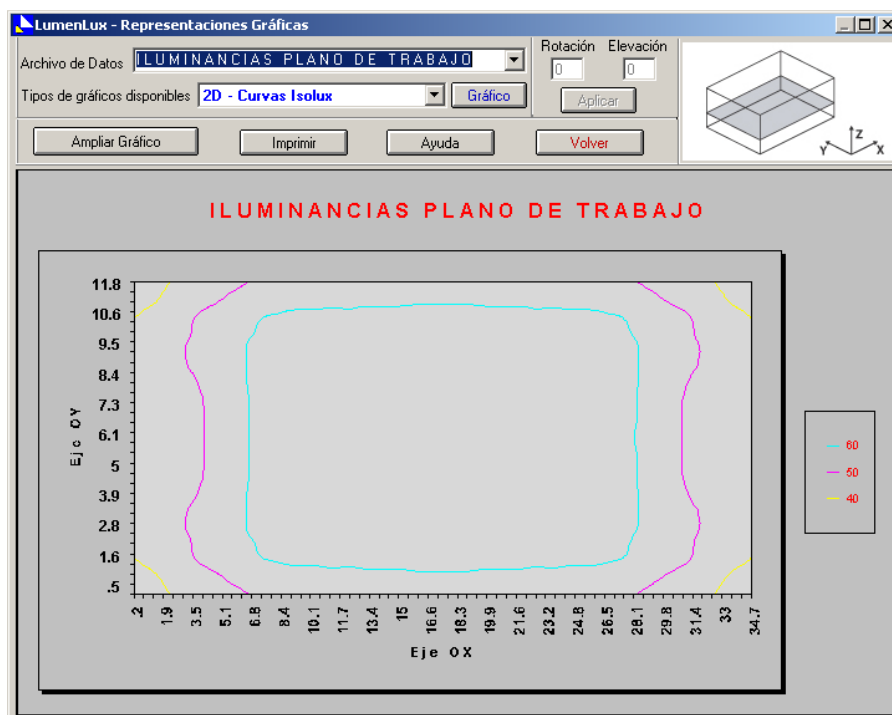 LumenLux - Representaciones Gráficas
Archivo de Datos ILUMINANCIAS PLANO DE TRABAJO
Rotación Elevación
0 0
Tipos de gráficos disponibles 2D - Curvas Isolux Gráfico
Aplicar
Ampliar Gráfico Imprimir Ayuda Volver
Z
Y X
ILUMINANCIAS PLANO DE TRABAJO
11.8
10.6
9.5
8.4
7.3
6.1
5
3.9
2.8
1.6
.5
Eje OY
.2 1.9 3.5 5.1 6.8 8.4 10.1 11.7 13.4 15 16.6 18.3 19.9 21.6 23.2 24.8 26.5 28.1 29.8 31.4 33 34.7
Eje OX
60
50
40